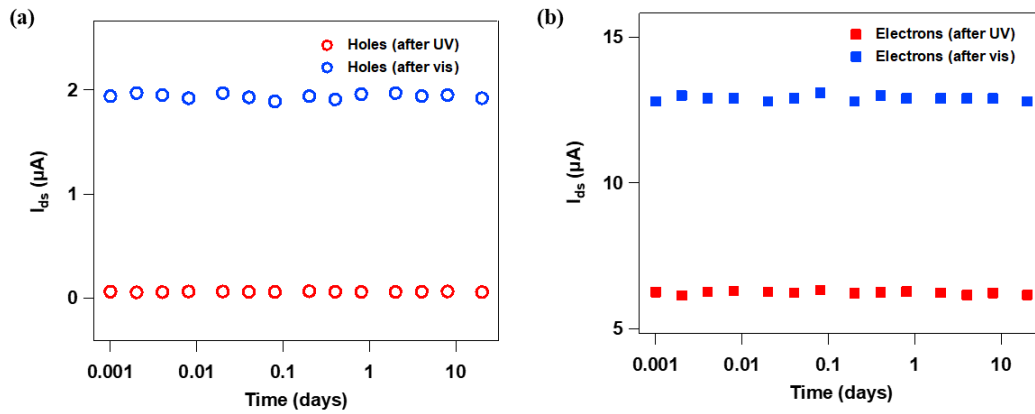 (a)
Holes (after UV)
Holes (after vis)
2
1
0
I_ds (µA)
0.001
0.01
0.1
1
10
Time (days)
(b)
Electrons (after UV)
Electrons (after vis)
15
10
5
I_ds (µA)
0.001
0.01
0.1
1
10
Time (days)